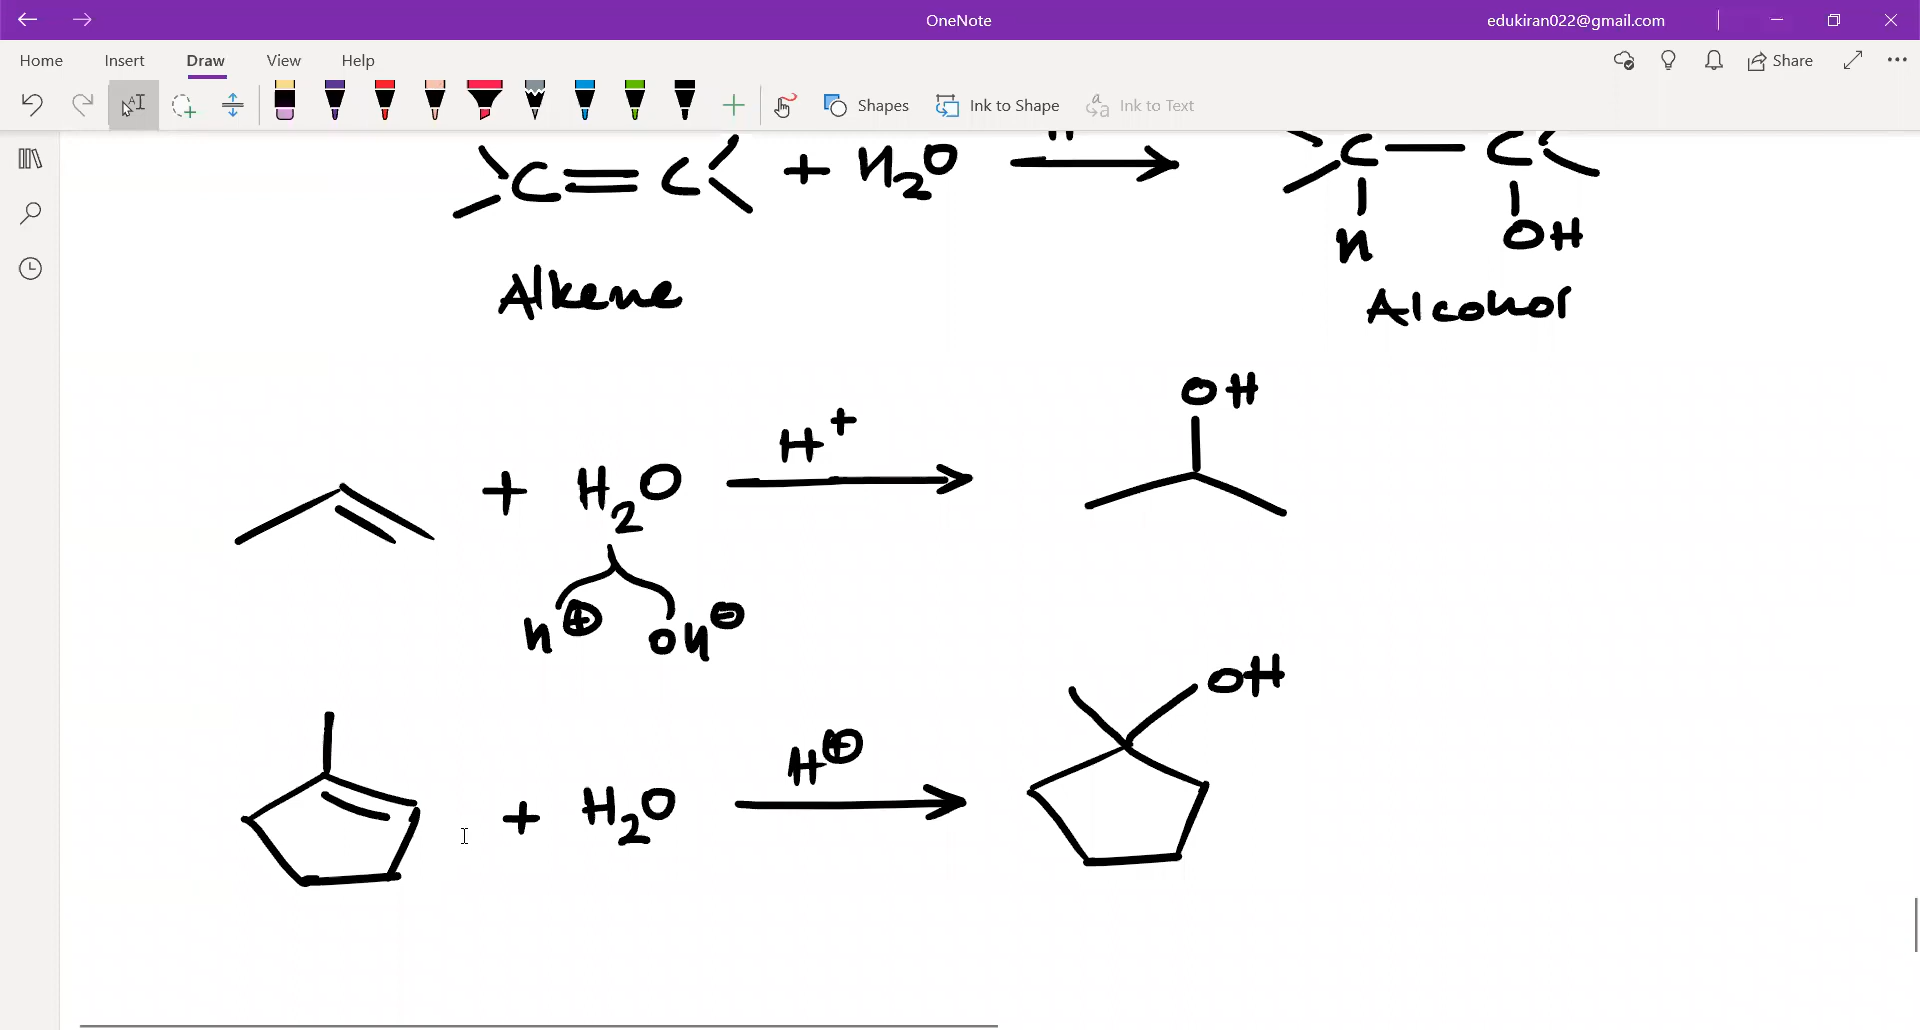 OneNote
edukiran022@gmail.com
Home Insert Draw View Help
Share
Shapes Ink to Shape Ink to Text
C = C + H₂O → C — C
H OH
Alkene Alcohol
OH
+ H₂O H⁺ →
H⊕ OH⊖
OH
+ H₂O H⊕ →